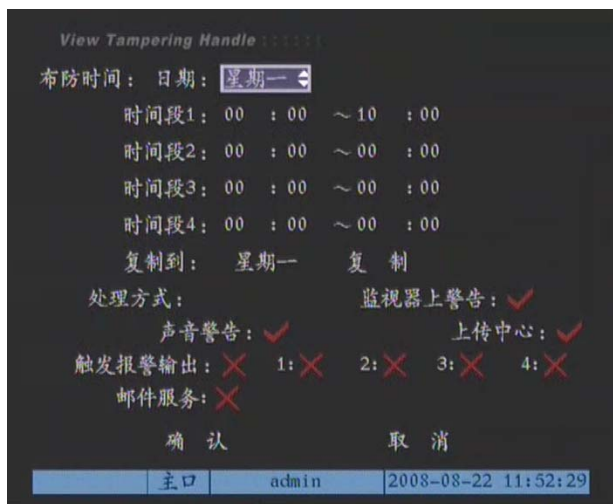 View Tampering Handle ::::::
布防时间： 日期： 星期一
时间段1： 00 : 00 ～10 : 00
时间段2： 00 : 00 ～00 : 00
时间段3： 00 : 00 ～00 : 00
时间段4： 00 : 00 ～00 : 00
复制到： 星期一 复 制
处理方式： 监视器上警告：
声音警告： 上传中心：
触发报警输出： 1: 2: 3: 4:
邮件服务:
确 认 取 消
主口 admin 2008-08-22 11:52:29